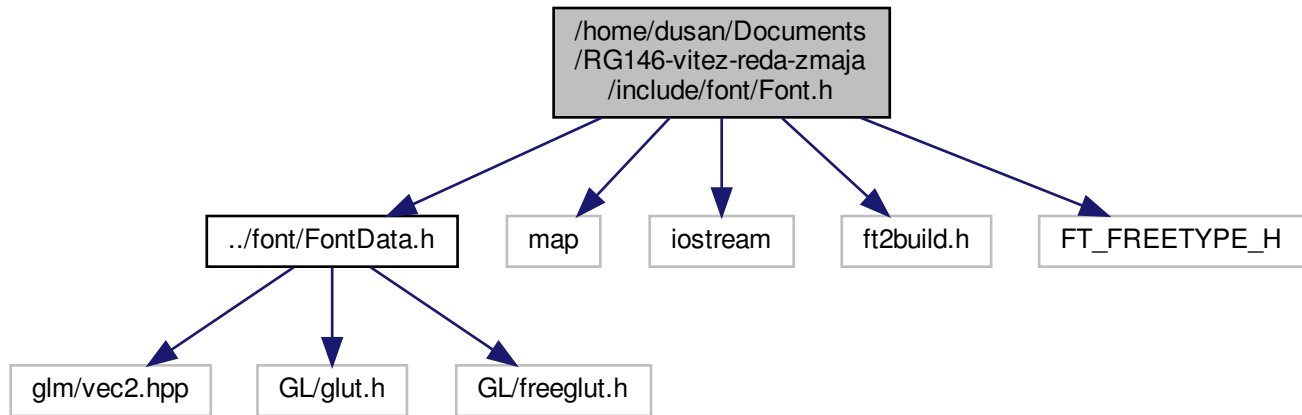 /home/dusan/Documents
/RG146-vitez-reda-zmaja
/include/font/Font.h
../font/FontData.h
map
iostream
ft2build.h
FT_FREETYPE_H
glm/vec2.hpp
GL/glut.h
GL/freeglut.h